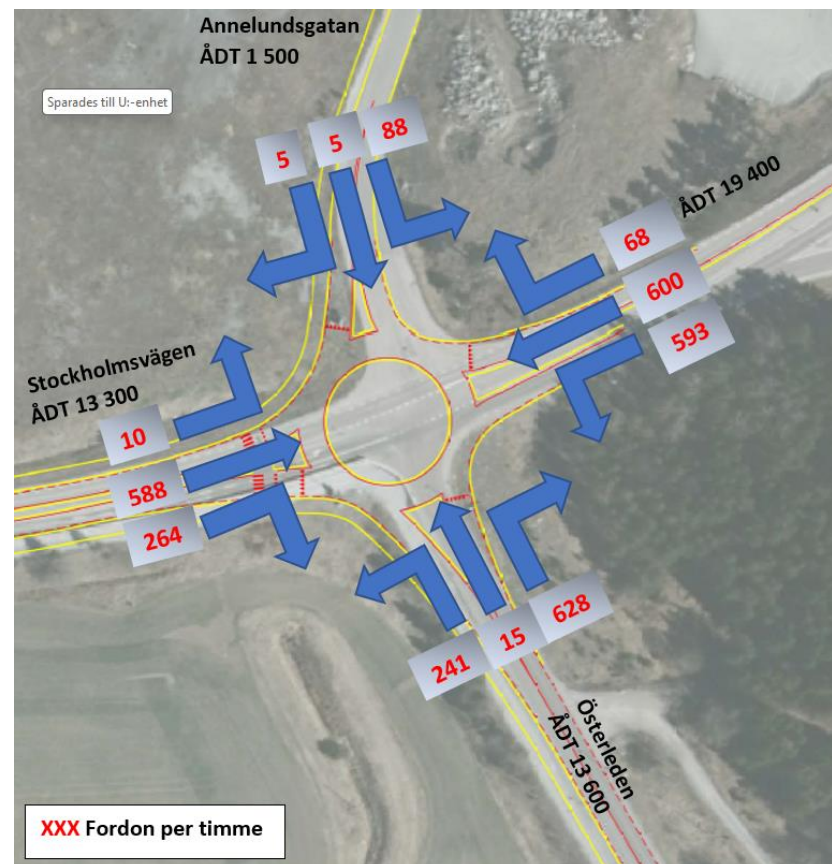 Annelundsgatan
ÅDT 1 500
Sparades till U:-enhet
5
5
88
ÅDT 19 400
68
600
593
Stockholmsvägen
ÅDT 13 300
10
588
264
241
15
628
Österleden
ÅDT 13 600
XXX Fordon per timme